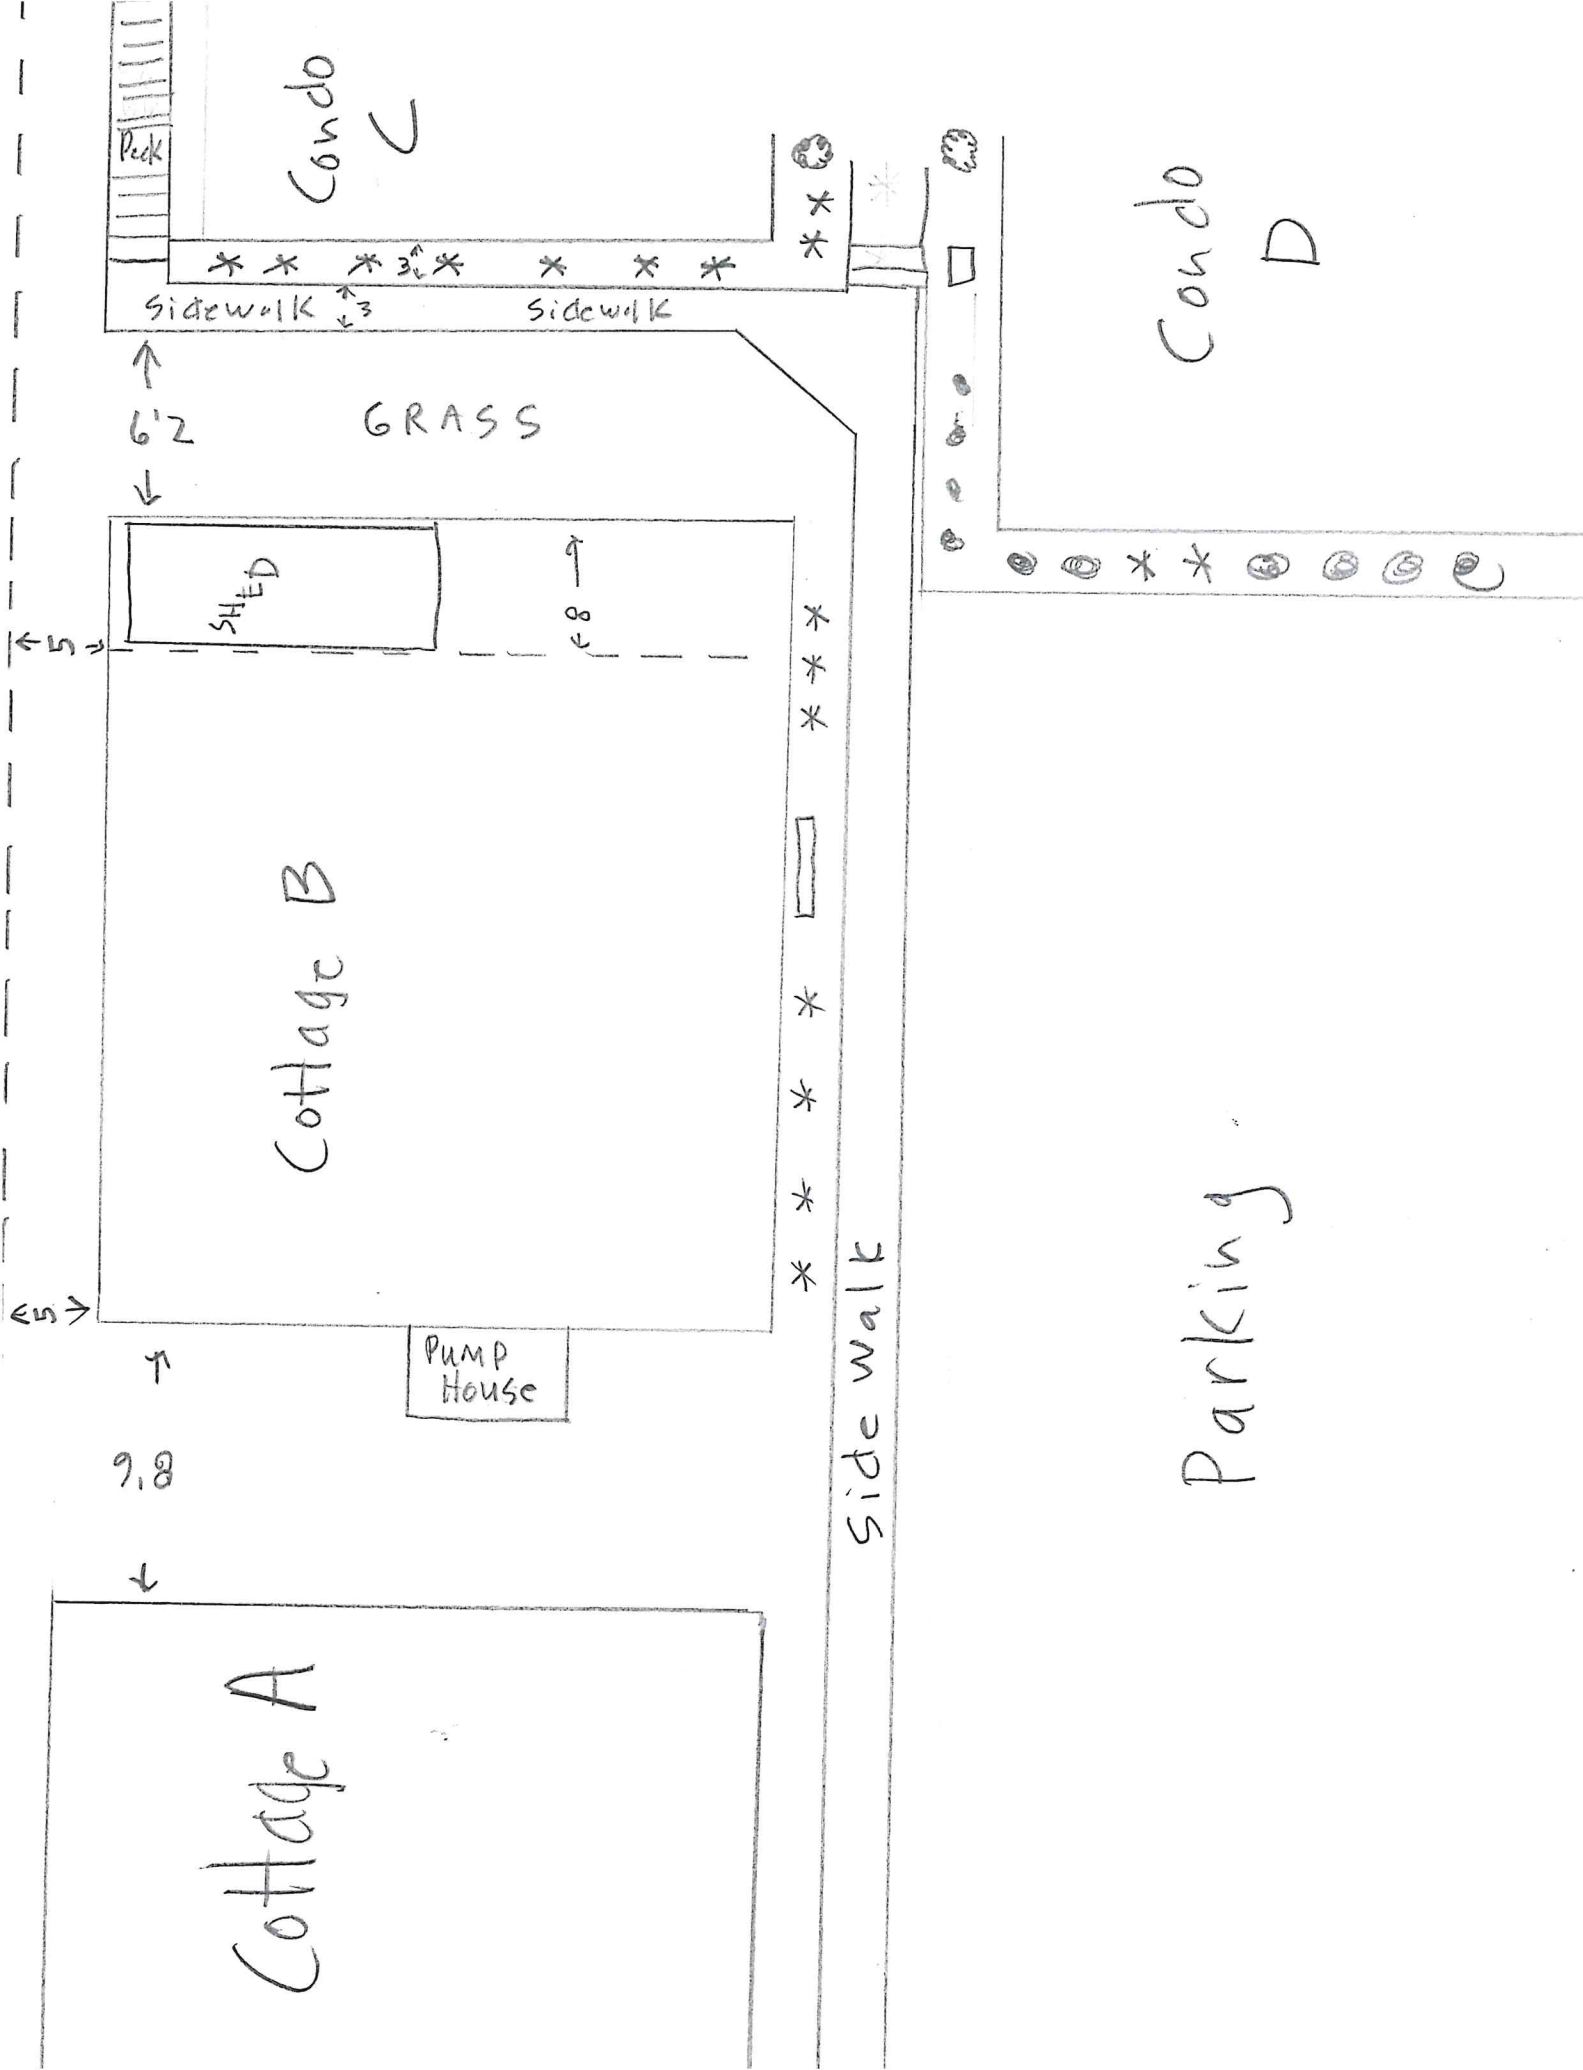 Deck
Condo
C
3
Sidewalk
3
Sidewalk
Condo
D
6'2
GRASS
SHED
8
5
Cottage B
5
PUMP
House
9.8
Side walk
Parking
Cottage A